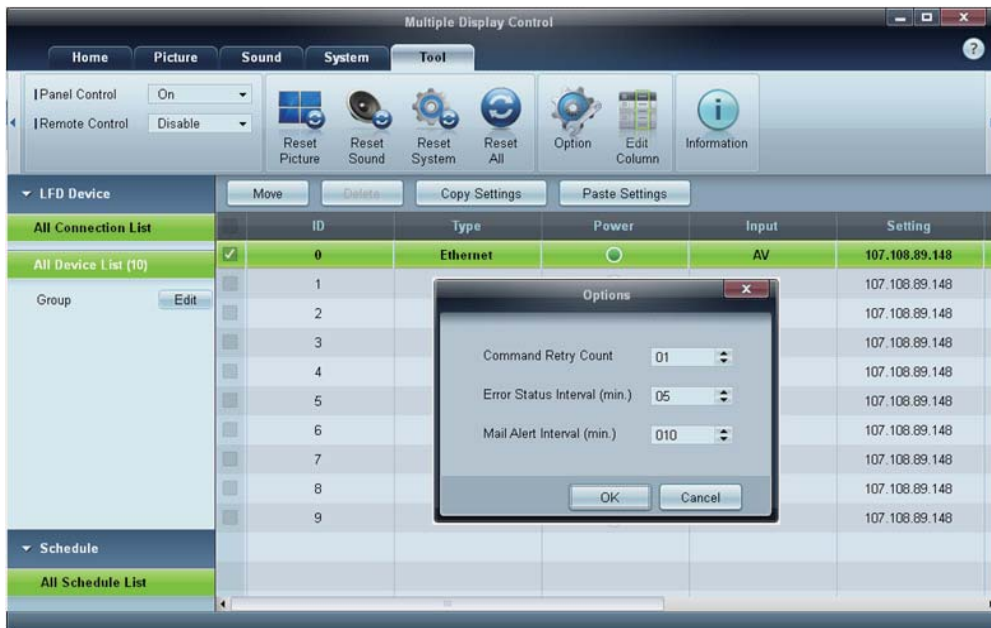 Multiple Display Control
Home Picture Sound System Tool
Panel Control On
Remote Control Disable
Reset Picture
Reset Sound
Reset System
Reset All
Option
Edit Column
Information
LFD Device
Move Delete Copy Settings Paste Settings
All Connection List
ID Type Power Input Setting
All Device List (10)
0 Ethernet AV 107.108.89.148
Group Edit
1 107.108.89.148
2 107.108.89.148
3 107.108.89.148
4 107.108.89.148
5 107.108.89.148
6 107.108.89.148
7 107.108.89.148
8 107.108.89.148
9 107.108.89.148
Options
Command Retry Count 01
Error Status Interval (min.) 05
Mail Alert Interval (min.) 010
OK Cancel
Schedule
All Schedule List